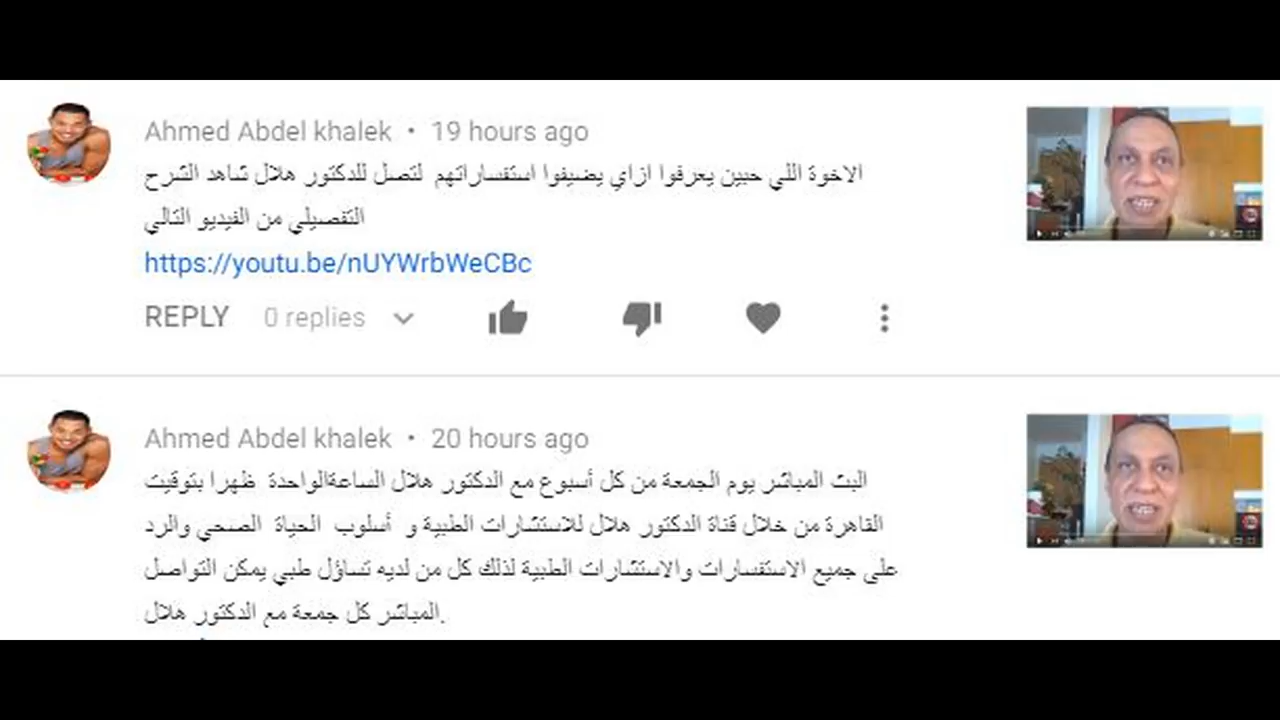 Ahmed Abdel khalek • 19 hours ago
الاخوة اللي حبين يعرفوا ازاي يضيفوا استفساراتهم لتصل للدكتور هلال شاهد الشرح
التفصيلي من الفيديو التالي
https://youtu.be/nUYWrbWeCBc
REPLY 0 replies
Ahmed Abdel khalek • 20 hours ago
البث المباشر يوم الجمعة من كل أسبوع مع الدكتور هلال الساعةالواحدة ظهرا بتوقيت
القاهرة من خلال قناة الدكتور هلال للاستشارات الطبية و أسلوب الحياة الصحي والرد
على جميع الاستفسارات والاستشارات الطبية لذلك كل من لديه تساؤل طبي يمكن التواصل
المباشر كل جمعة مع الدكتور هلال.